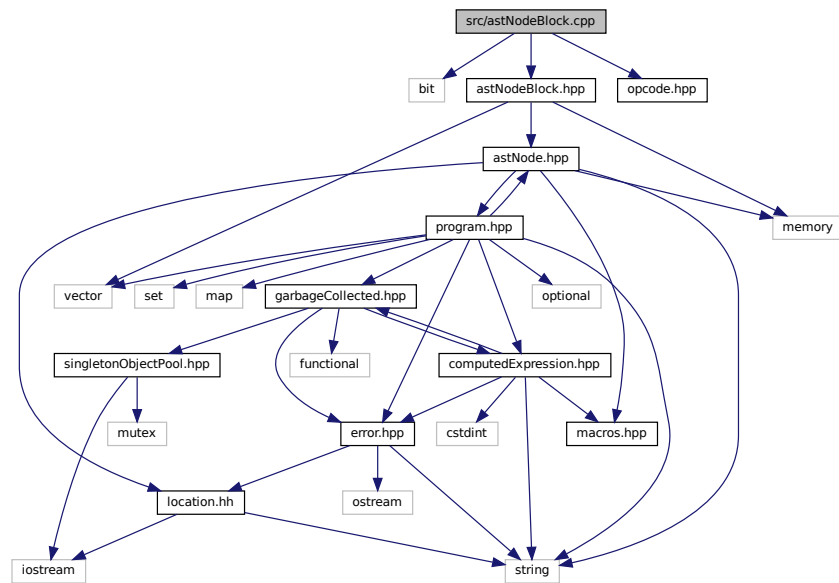 src/astNodeBlock.cpp
bit
astNodeBlock.hpp
opcode.hpp
astNode.hpp
program.hpp
memory
vector
set
map
garbageCollected.hpp
optional
singletonObjectPool.hpp
functional
computedExpression.hpp
mutex
error.hpp
cstdint
macros.hpp
location.hh
ostream
iostream
string